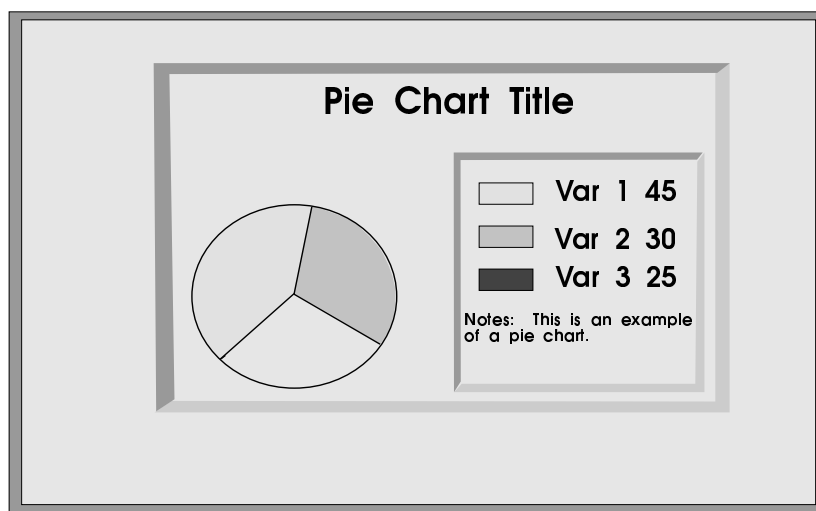 Pie Chart Title
Var 1 45
Var 2 30
Var 3 25
Notes: This is an example
of a pie chart.